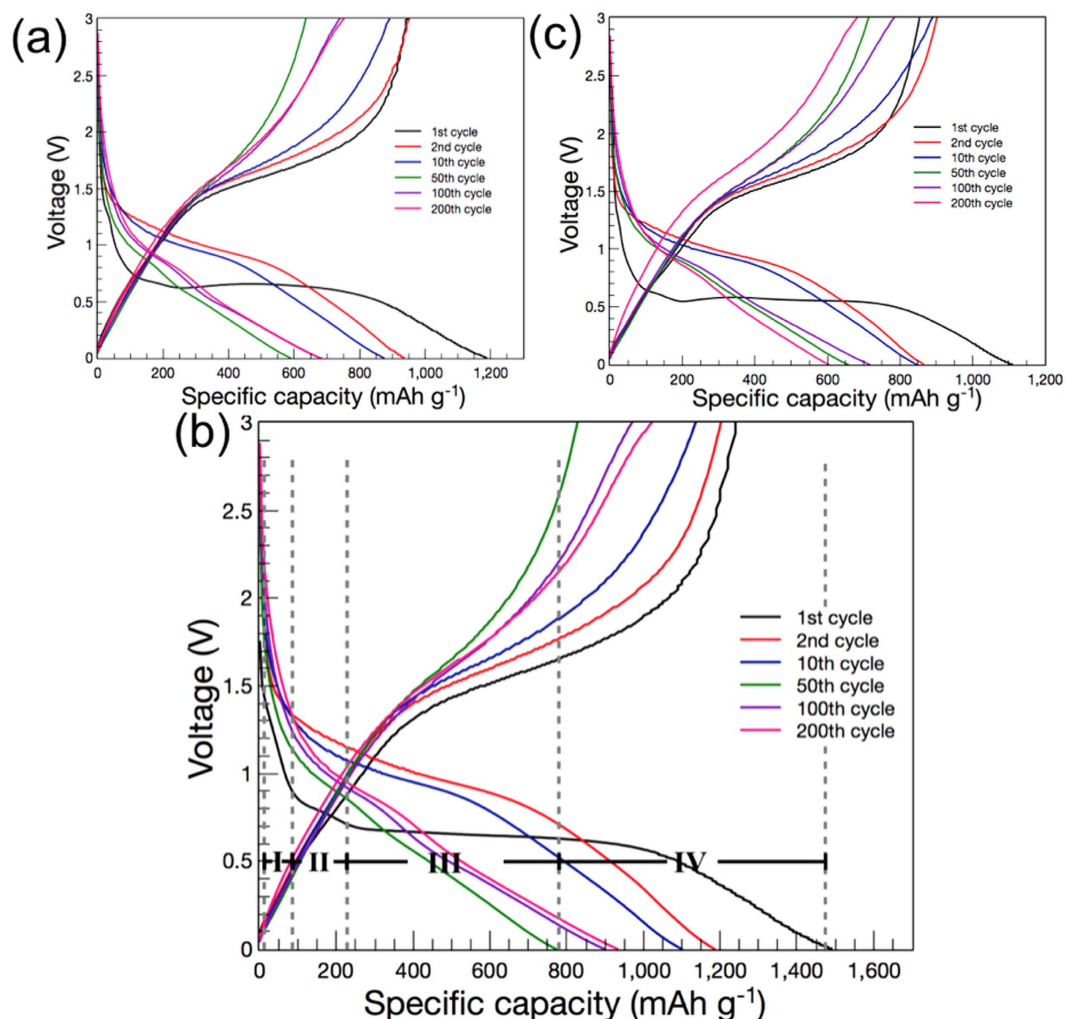 (a)
3
2.5
2
1.5
1
0.5
0
Voltage (V)
1st cycle
2nd cycle
10th cycle
50th cycle
100th cycle
200th cycle
0 200 400 600 800 1,000 1,200
Specific capacity (mAh g⁻¹)
(c)
3
2.5
2
1.5
1
0.5
0
Voltage (V)
1st cycle
2nd cycle
10th cycle
50th cycle
100th cycle
200th cycle
0 200 400 600 800 1,000 1,200
Specific capacity (mAh g⁻¹)
(b)
3
2.5
2
1.5
1
0.5
0
Voltage (V)
1st cycle
2nd cycle
10th cycle
50th cycle
100th cycle
200th cycle
I II III IV
0 200 400 600 800 1,000 1,200 1,400 1,600
Specific capacity (mAh g⁻¹)